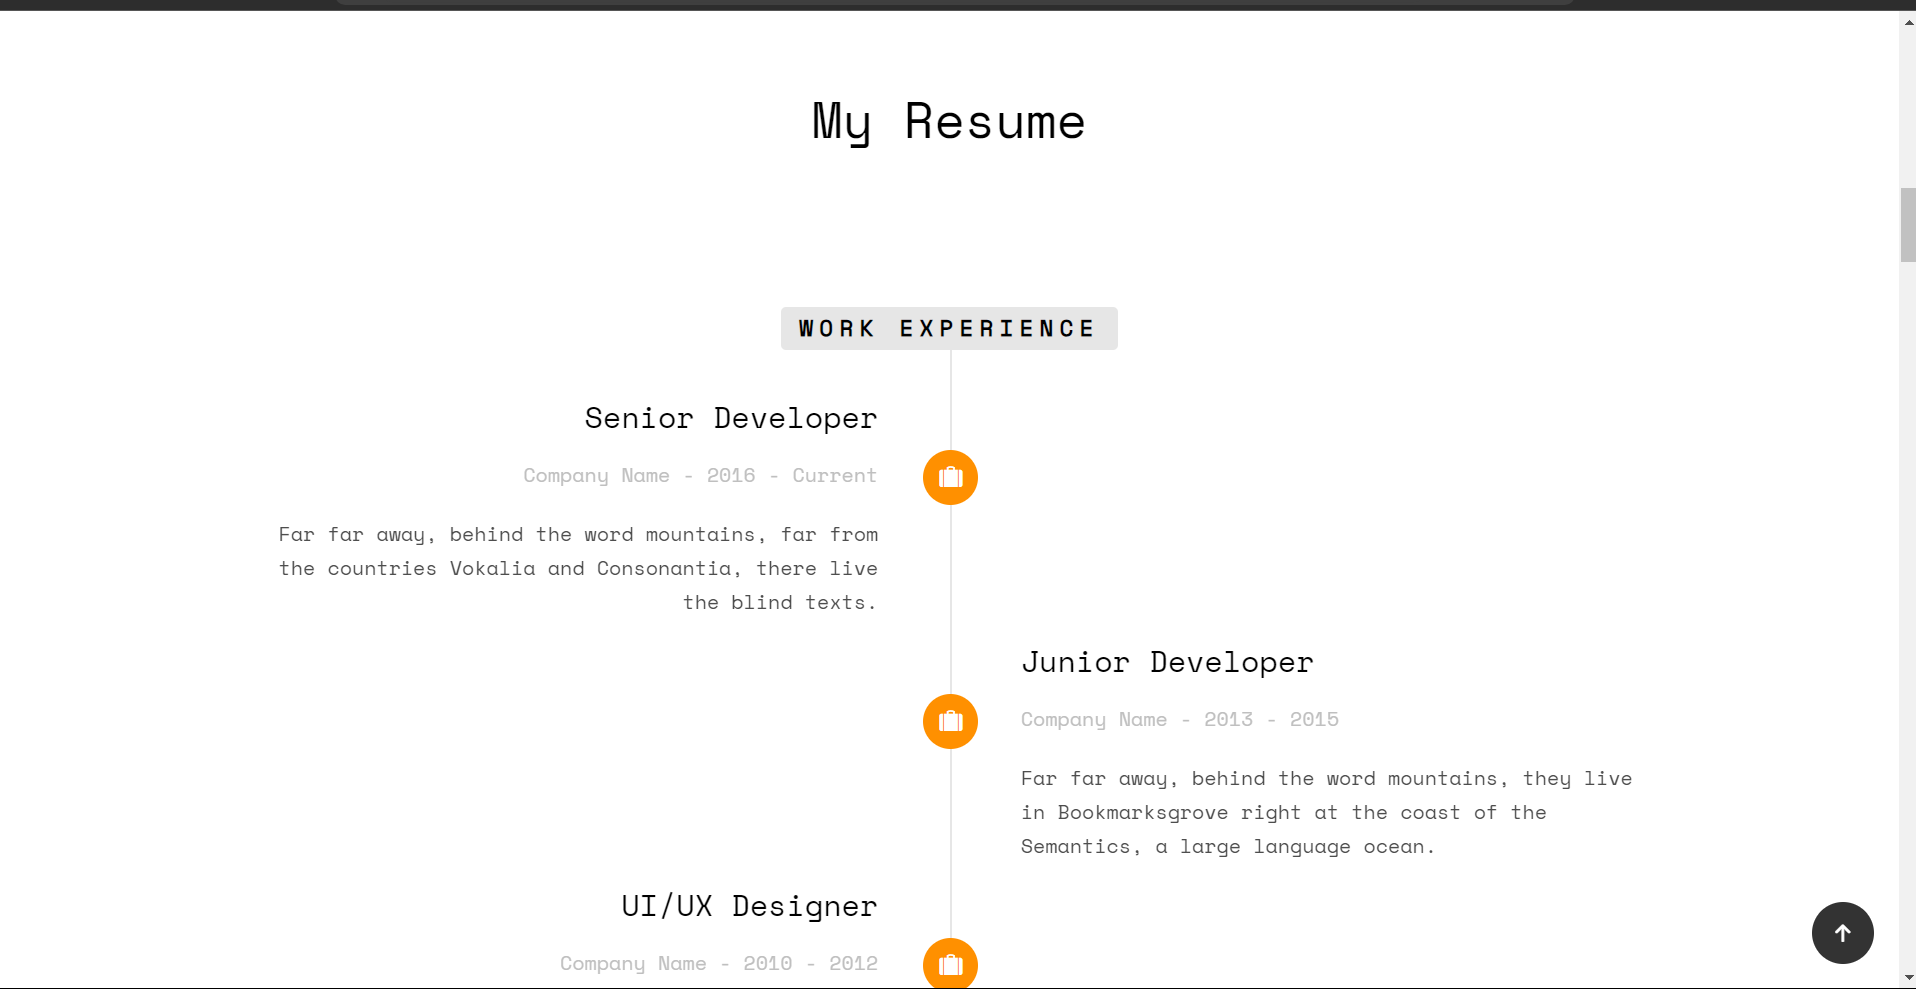 My Resume
WORK EXPERIENCE
Senior Developer
Company Name - 2016 - Current
Far far away, behind the word mountains, far from
the countries Vokalia and Consonantia, there live
the blind texts.
Junior Developer
Company Name - 2013 - 2015
Far far away, behind the word mountains, they live
in Bookmarksgrove right at the coast of the
Semantics, a large language ocean.
UI/UX Designer
Company Name - 2010 - 2012